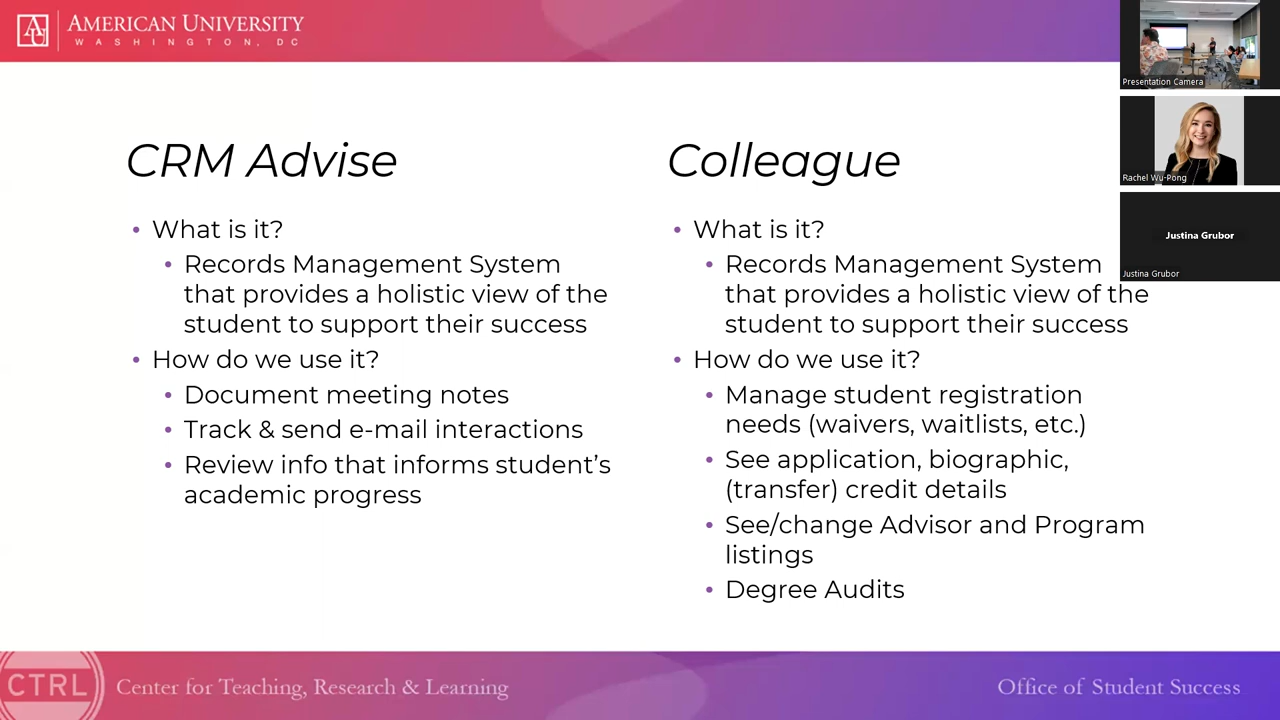 AMERICAN UNIVERSITY
WASHINGTON, DC
CRM Advise
• What is it?
• Records Management System
that provides a holistic view of the
student to support their success
• How do we use it?
• Document meeting notes
• Track & send e-mail interactions
• Review info that informs student’s
academic progress
Colleague
• What is it?
• Records Management System
that provides a holistic view of the
student to support their success
• How do we use it?
• Manage student registration
needs (waivers, waitlists, etc.)
• See application, biographic,
(transfer) credit details
• See/change Advisor and Program
listings
• Degree Audits
Presentation Camera
Rachel Wu-Pong
Justina Grubor
Justina Grubor
CTRL
Center for Teaching, Research & Learning
Office of Student Success